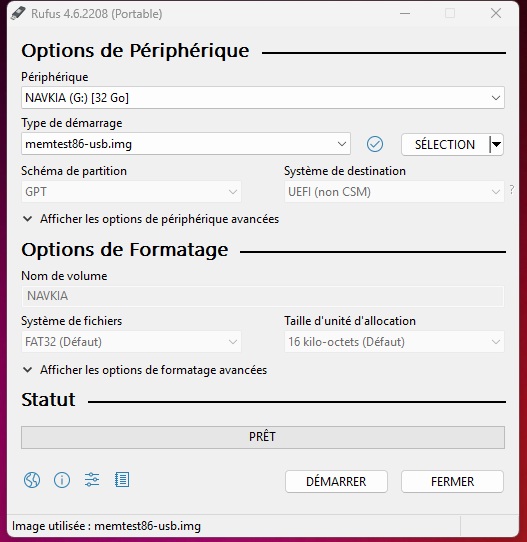 Rufus 4.6.2208 (Portable)
Options de Périphérique
Périphérique
NAVKIA (G:) [32 Go]
Type de démarrage
memtest86-usb.img
SÉLECTION
Schéma de partition
Système de destination
GPT
UEFI (non CSM)
?
Afficher les options de périphérique avancées
Options de Formatage
Nom de volume
NAVKIA
Système de fichiers
Taille d'unité d'allocation
FAT32 (Défaut)
16 kilo-octets (Défaut)
Afficher les options de formatage avancées
Statut
PRÊT
DÉMARRER
FERMER
Image utilisée : memtest86-usb.img